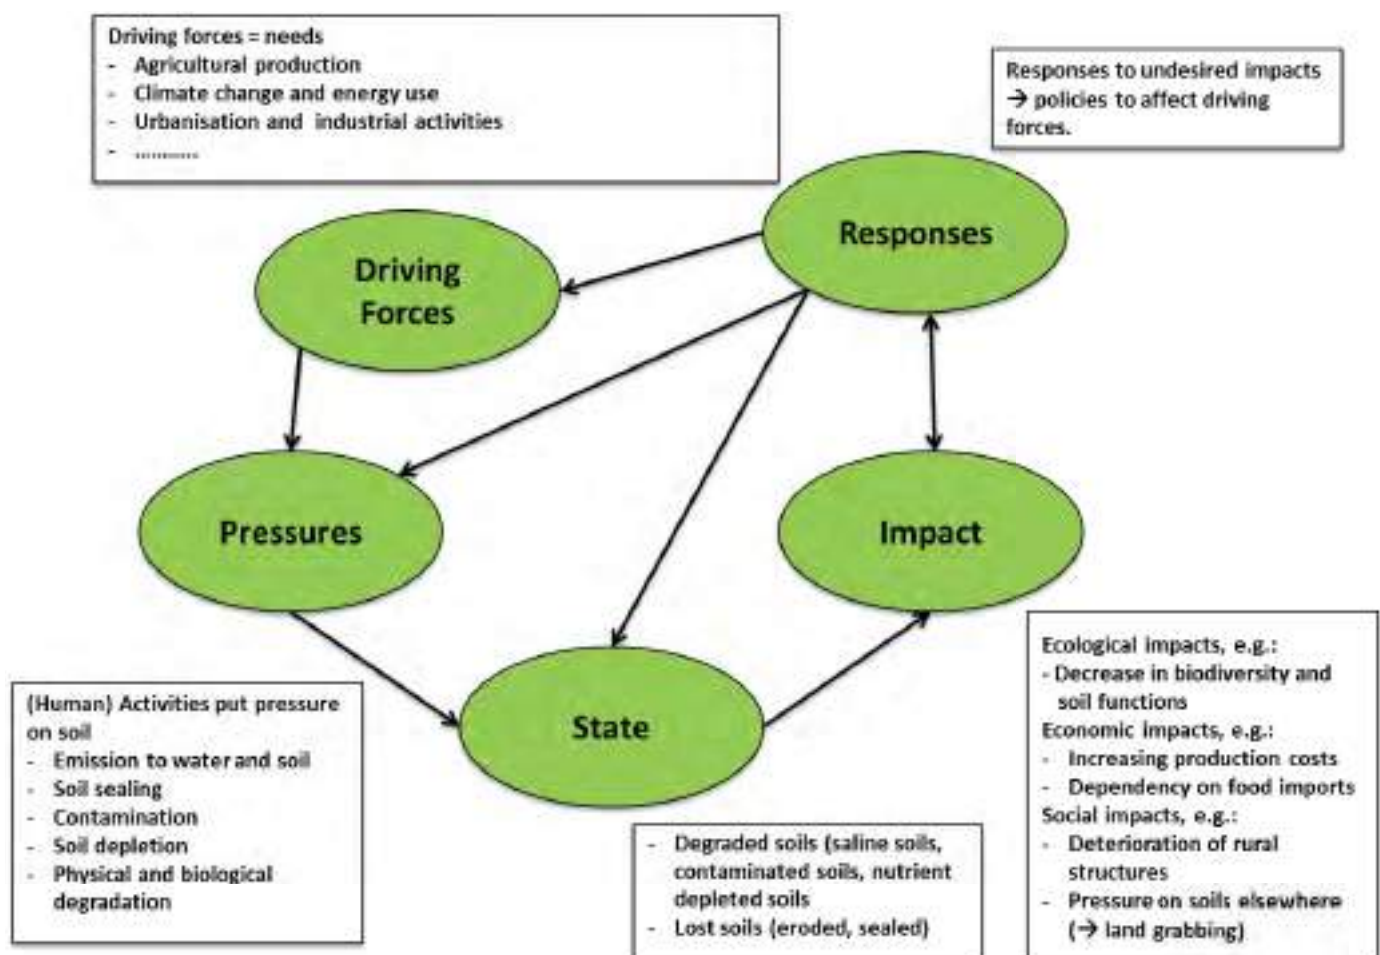 Driving forces = needs
- Agricultural production
- Climate change and energy use
- Urbanisation and industrial activities
- ...........
Responses to undesired impacts
→ policies to affect driving
forces.
Responses
Driving
Forces
Pressures
Impact
State
(Human) Activities put pressure
on soil
- Emission to water and soil
- Soil sealing
- Contamination
- Soil depletion
- Physical and biological
degradation
- Degraded soils (saline soils,
contaminated soils, nutrient
depleted soils
- Lost soils (eroded, sealed)
Ecological impacts, e.g.:
- Decrease in biodiversity and
soil functions
Economic impacts, e.g.:
- Increasing production costs
- Dependency on food imports
Social impacts, e.g.:
- Deterioration of rural
structures
- Pressure on soils elsewhere
(→ land grabbing)